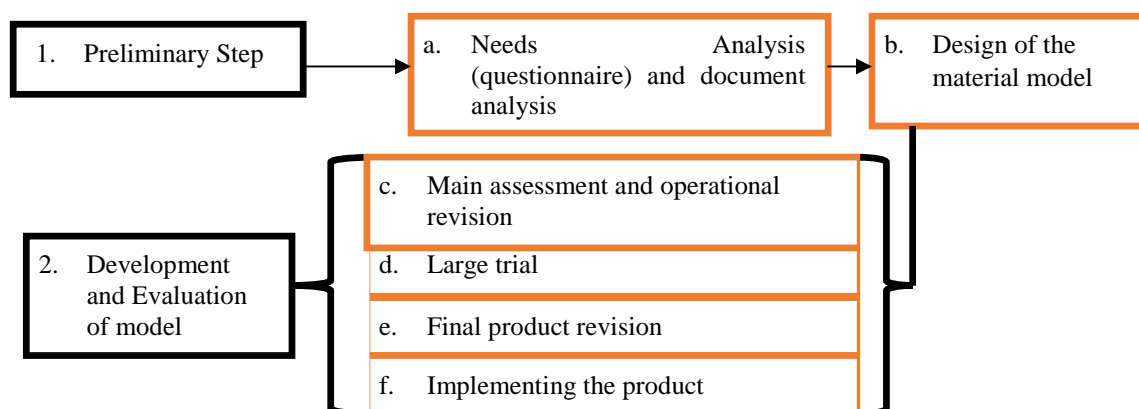 1. Preliminary Step
a. Needs Analysis
(questionnaire) and document
analysis
b. Design of the
material model
c. Main assessment and operational
revision
d. Large trial
2. Development
and Evaluation
of model
e. Final product revision
f. Implementing the product